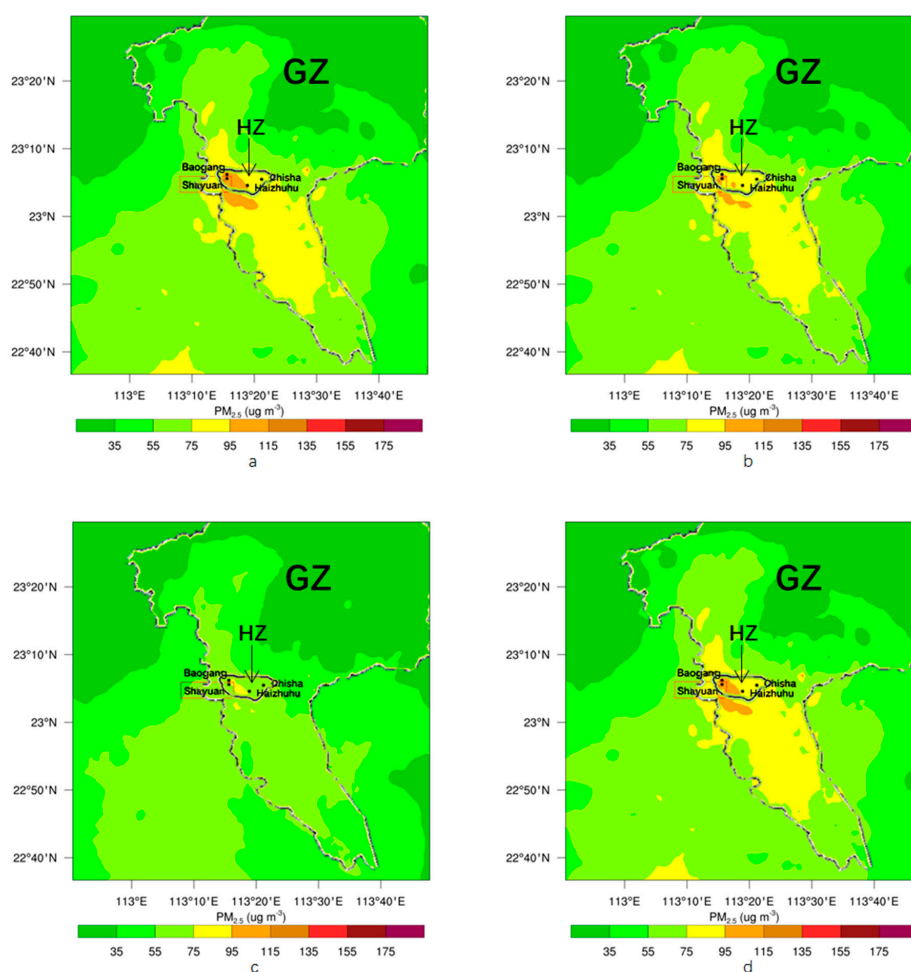 GZ
23°20'N
HZ
23°10'N
Baogang
Chisha
Shayuan
Haizhuhu
23°N
22°50'N
22°40'N
113°E 113°10'E 113°20'E 113°30'E 113°40'E
PM2.5 (ug m-3)
35 55 75 95 115 135 155 175
a
GZ
23°20'N
HZ
23°10'N
Baogang
Chisha
Shayuan
Haizhuhu
23°N
22°50'N
22°40'N
113°E 113°10'E 113°20'E 113°30'E 113°40'E
PM2.5 (ug m-3)
35 55 75 95 115 135 155 175
b
GZ
23°20'N
HZ
23°10'N
Baogang
Chisha
Shayuan
Haizhuhu
23°N
22°50'N
22°40'N
113°E 113°10'E 113°20'E 113°30'E 113°40'E
PM2.5 (ug m-3)
35 55 75 95 115 135 155 175
c
GZ
23°20'N
HZ
23°10'N
Baogang
Chisha
Shayuan
Haizhuhu
23°N
22°50'N
22°40'N
113°E 113°10'E 113°20'E 113°30'E 113°40'E
PM2.5 (ug m-3)
35 55 75 95 115 135 155 175
d